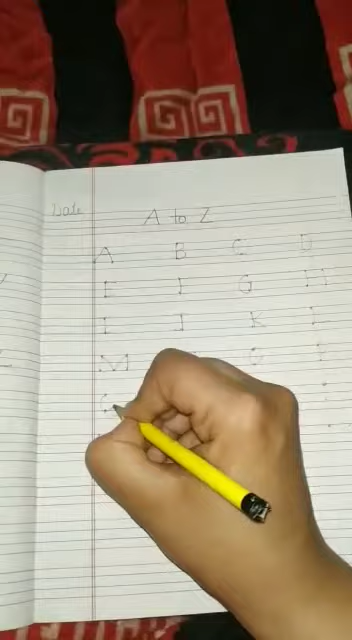 Date
A to Z
A B C D
E I G H
I J K
M O